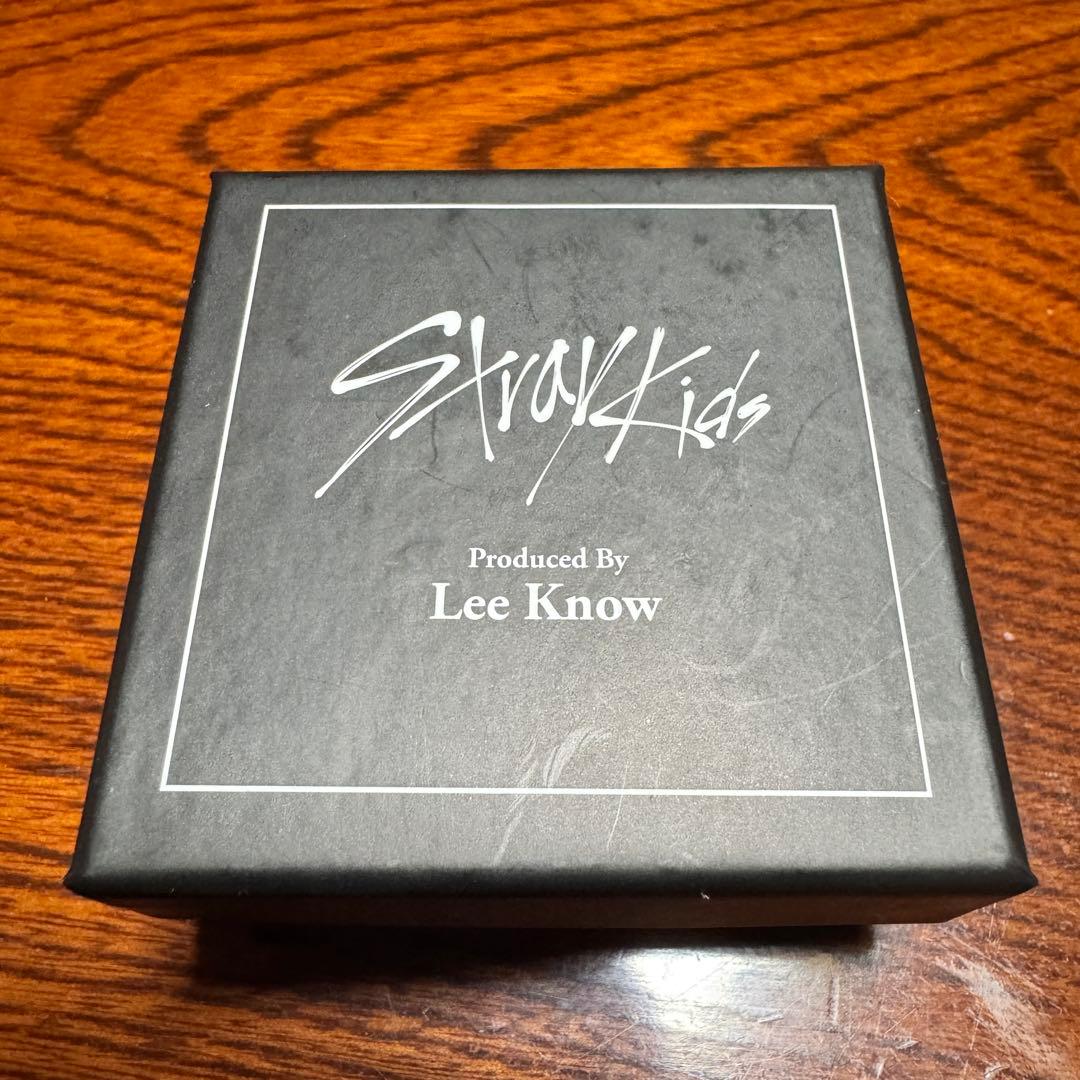 Stray Kids
Produced By
Lee Know